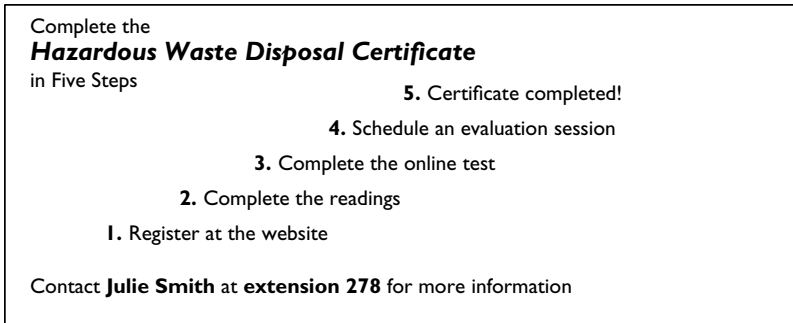 Complete the
Hazardous Waste Disposal Certificate
in Five Steps
5. Certificate completed!
4. Schedule an evaluation session
3. Complete the online test
2. Complete the readings
1. Register at the website
Contact Julie Smith at extension 278 for more information